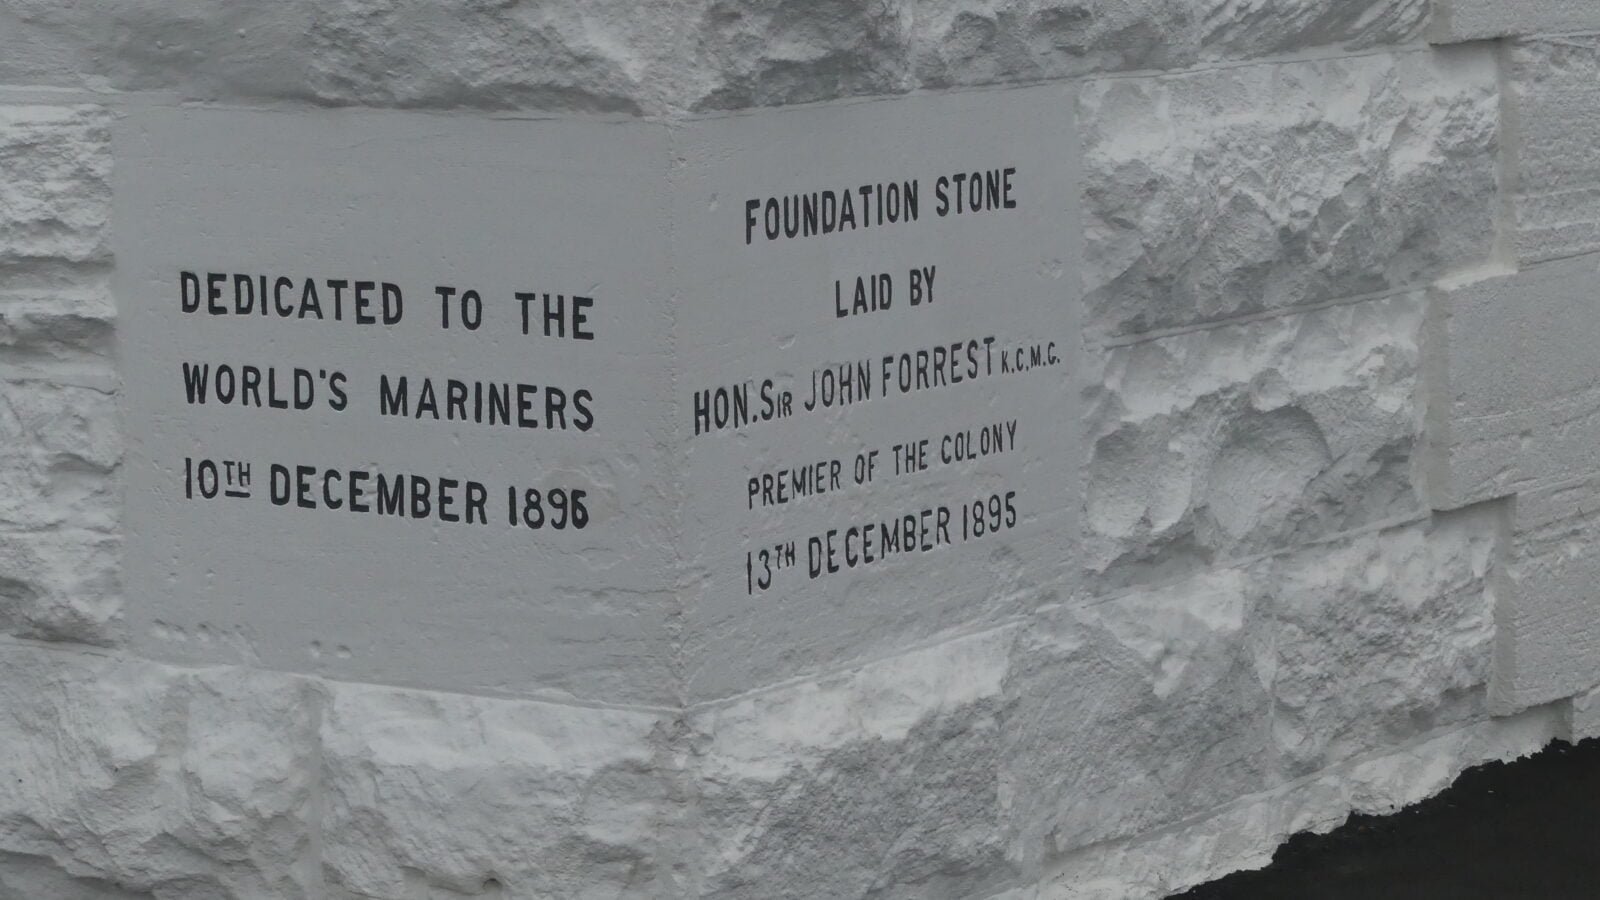 DEDICATED TO THE
WORLD'S MARINERS
10TH DECEMBER 1896
FOUNDATION STONE
LAID BY
HON. SIR JOHN FORREST K.C.M.G.
PREMIER OF THE COLONY
13TH DECEMBER 1895